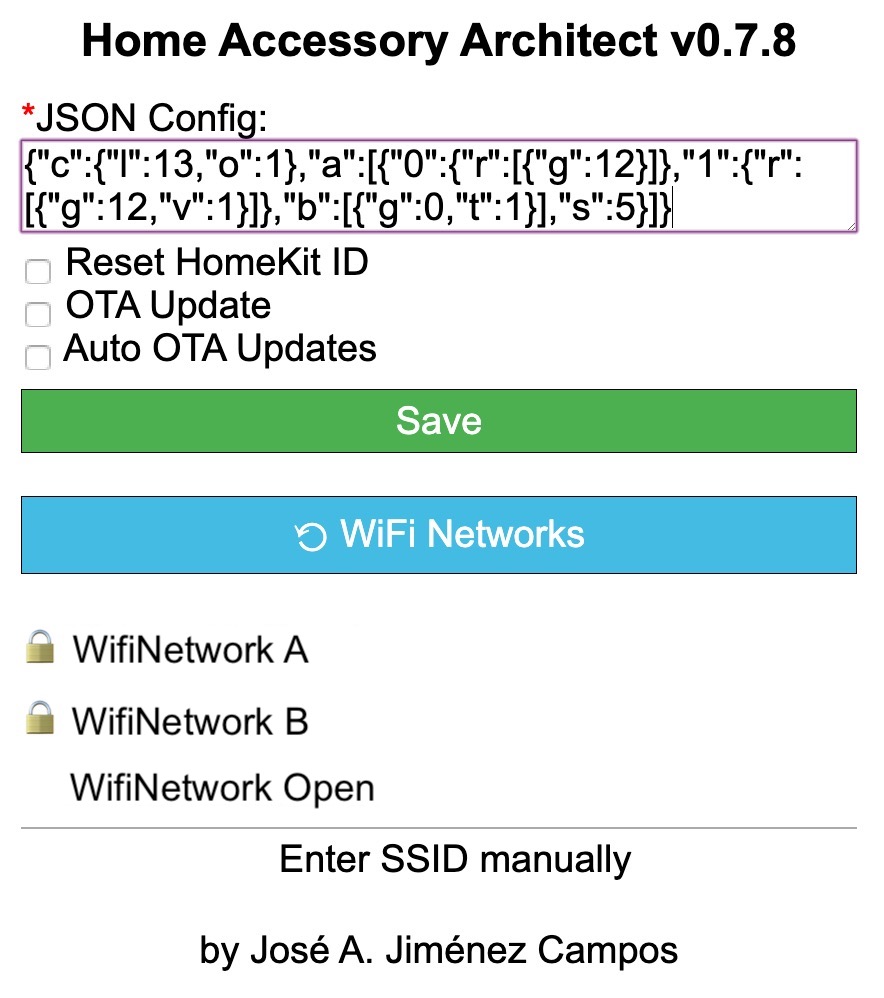 Home Accessory Architect v0.7.8
*JSON Config:
{"c":{"l":13,"o":1},"a":[{"0":{"r":[{"g":12}]},"1":{"r":
[{"g":12,"v":1}]},"b":[{"g":0,"t":1}],"s":5}]}
Reset HomeKit ID
OTA Update
Auto OTA Updates
Save
WiFi Networks
WifiNetwork A
WifiNetwork B
WifiNetwork Open
Enter SSID manually
by José A. Jiménez Campos